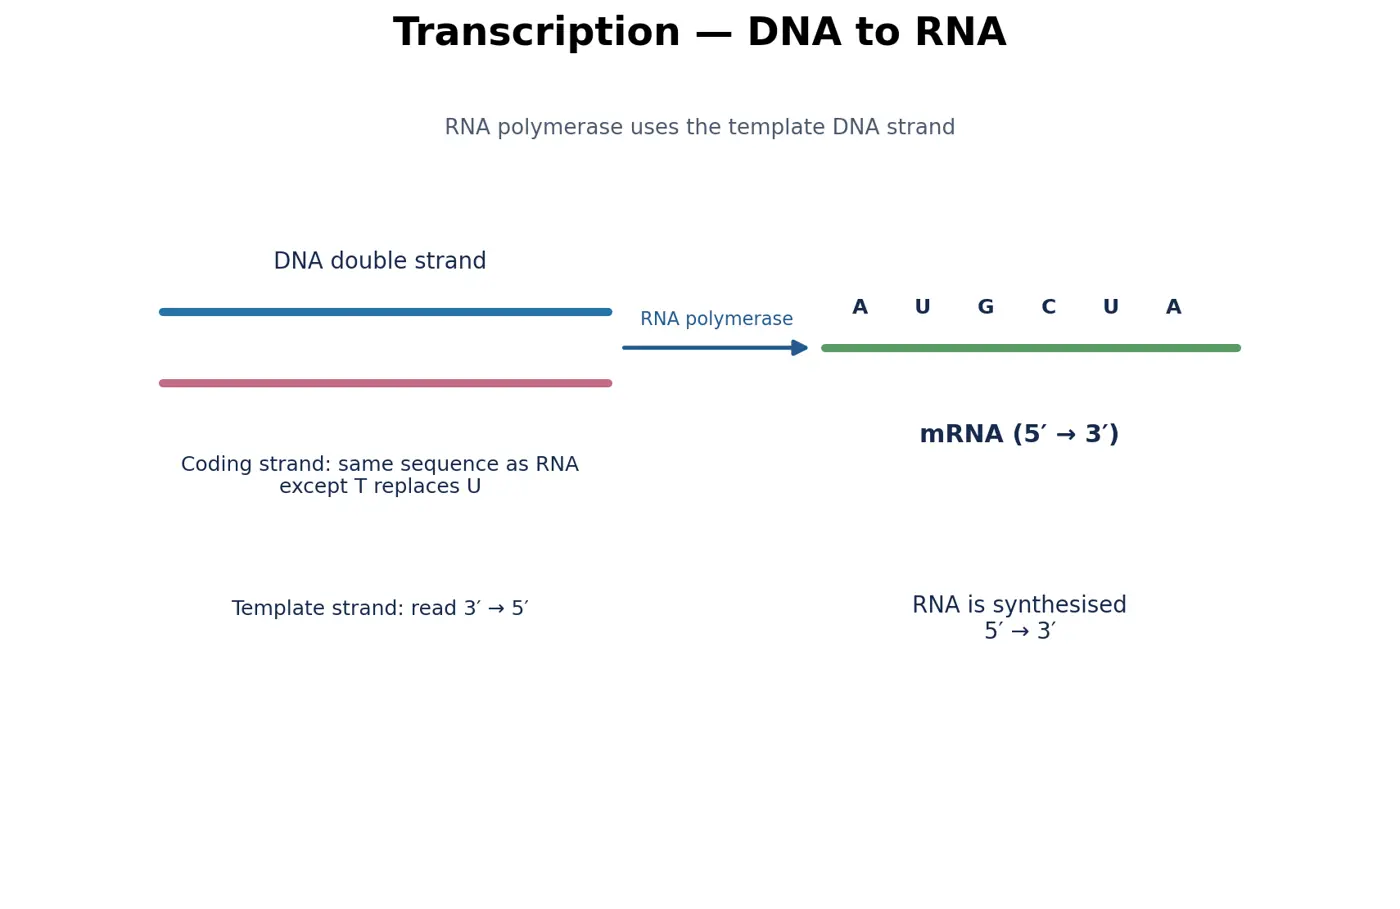 Transcription — DNA to RNA
RNA polymerase uses the template DNA strand
DNA double strand
RNA polymerase
A U G C U A
mRNA (5′ → 3′)
Coding strand: same sequence as RNA
except T replaces U
Template strand: read 3′ → 5′
RNA is synthesised
5′ → 3′